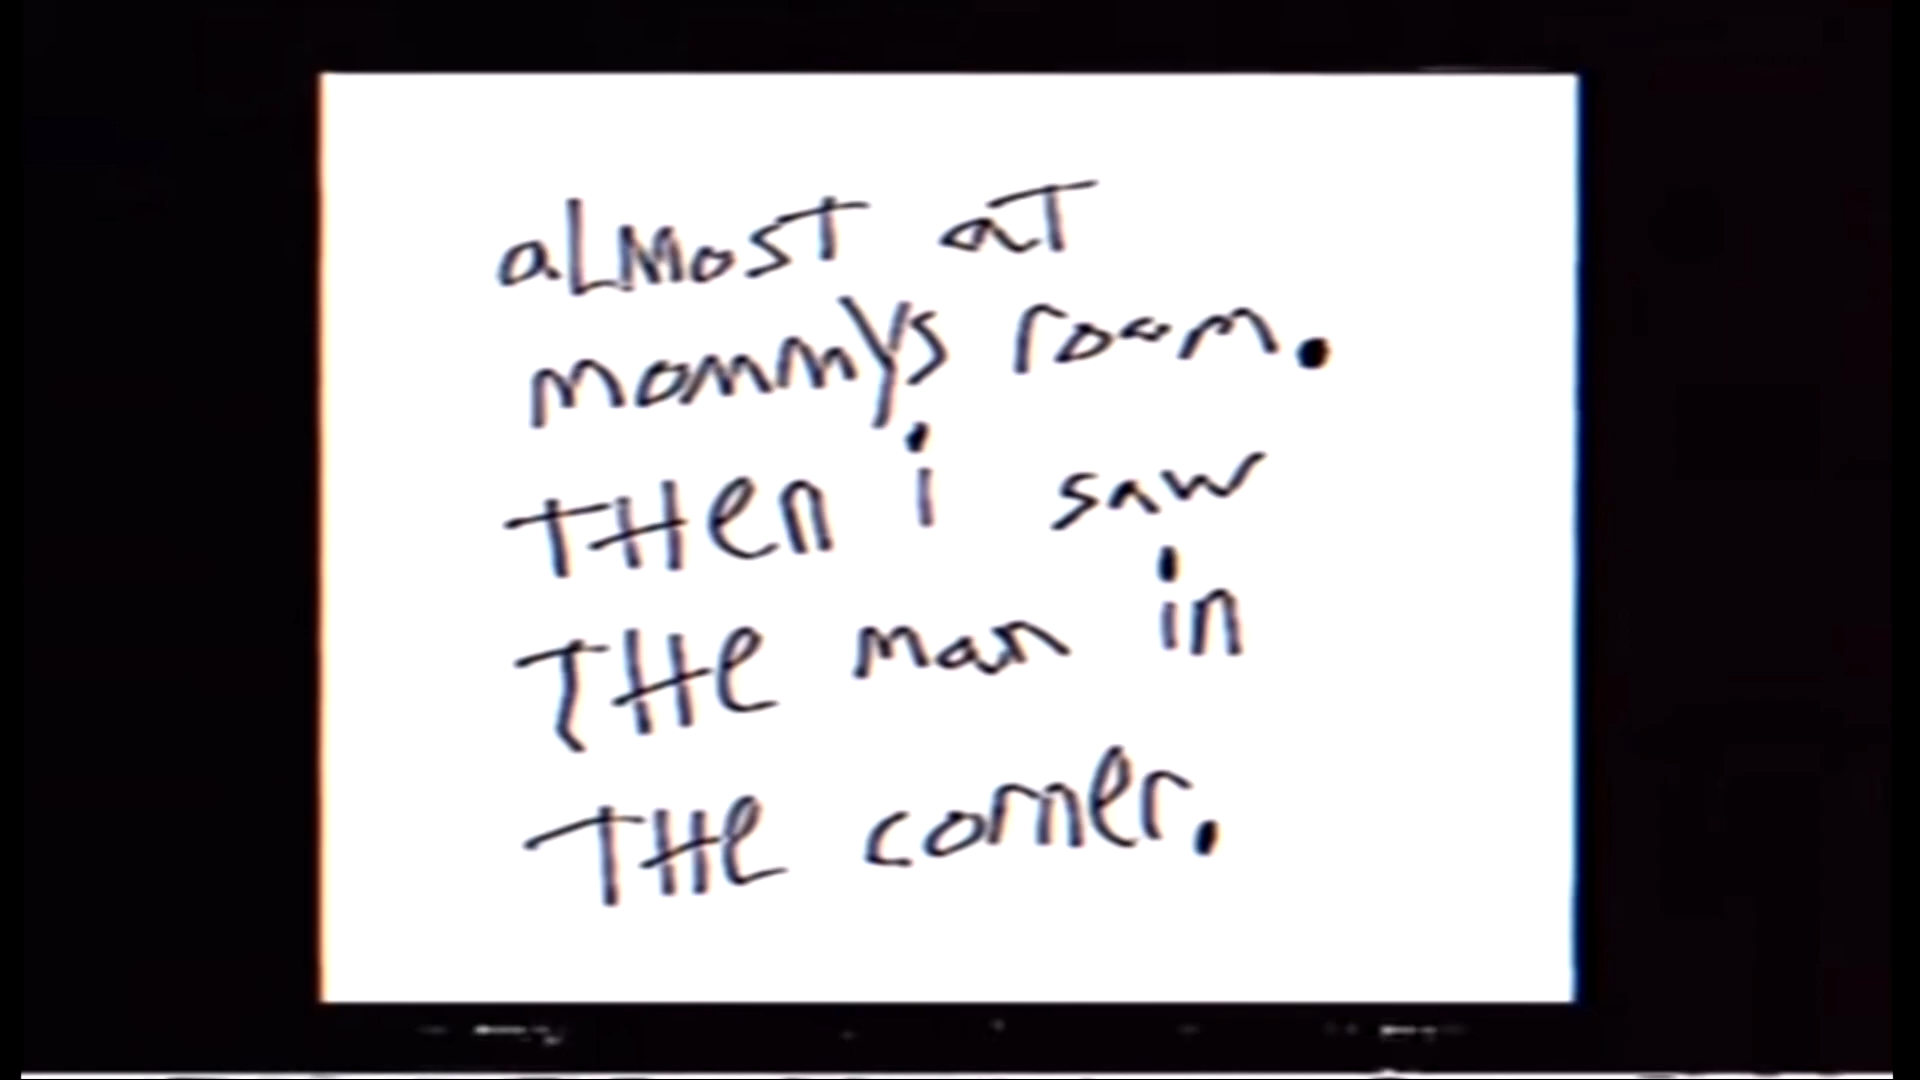 aLMosT aT
mommys room.
THen i saw
THe man in
THe corner.